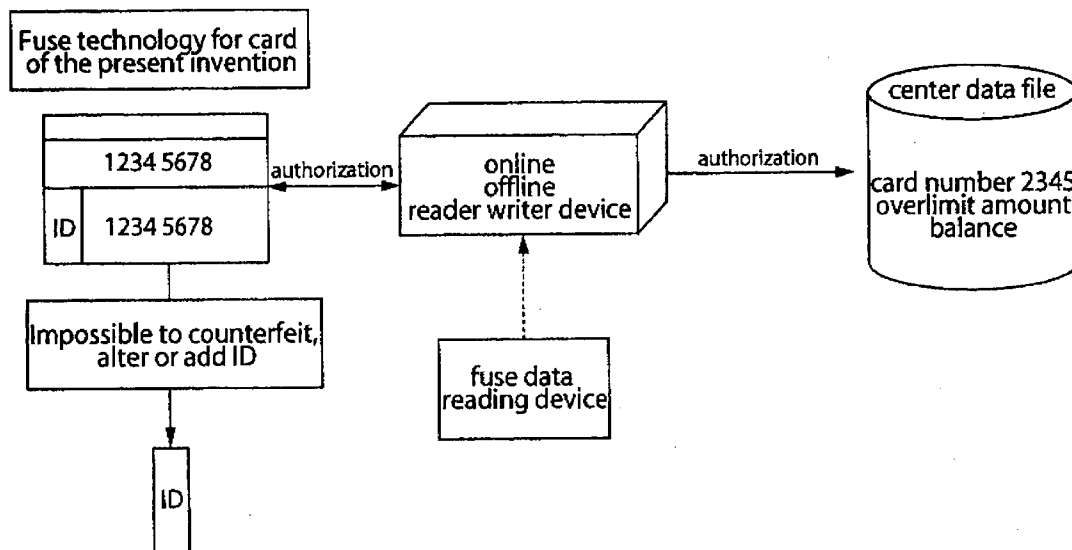 Fuse technology for card
of the present invention
1234 5678
ID
1234 5678
authorization
online
offline
reader writer device
authorization
center data file
card number 2345
overlimit amount
balance
Impossible to counterfeit,
alter or add ID
fuse data
reading device
ID